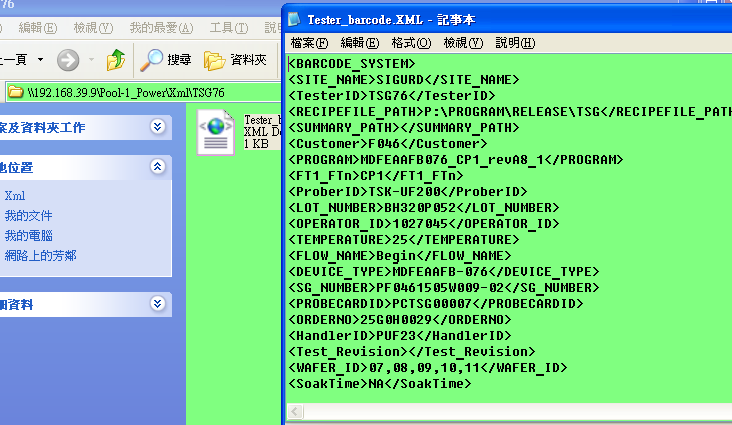 76
編輯(E) 檢視(V) 我的最愛(A) 工具(T)
一頁 搜尋 資料夾
\\192.168.39.9\Pool-1_Power\Xml\TSG76
案及資料夾工作
Tester_b
XML Do
1 KB
他位置
Xml
我的文件
我的電腦
網路上的芳鄰
細資料
Tester_barcode.XML - 記事本
檔案(F) 編輯(E) 格式(O) 檢視(V) 說明(H)
<BARCODE_SYSTEM>
<SITE_NAME>SIGURD</SITE_NAME>
<TesterID>TSG76</TesterID>
<RECIPEFILE_PATH>P:\PROGRAM\RELEASE\TSG</RECIPEFILE_PATH
<SUMMARY_PATH></SUMMARY_PATH>
<Customer>F046</Customer>
<PROGRAM>MDFEAAFB076_CP1_revA8_1</PROGRAM>
<FT1_FTn>CP1</FT1_FTn>
<ProberID>TSK-UF200</ProberID>
<LOT_NUMBER>BH320P052</LOT_NUMBER>
<OPERATOR_ID>1027045</OPERATOR_ID>
<TEMPERATURE>25</TEMPERATURE>
<FLOW_NAME>Begin</FLOW_NAME>
<DEVICE_TYPE>MDFEAAFB-076</DEVICE_TYPE>
<SG_NUMBER>PF0461505W009-02</SG_NUMBER>
<PROBECARDID>PCTSG00007</PROBECARDID>
<ORDERNO>25G0H0029</ORDERNO>
<HandlerID>PUF23</HandlerID>
<Test_Revision></Test_Revision>
<WAFER_ID>07,08,09,10,11</WAFER_ID>
<SoakTime>NA</SoakTime>